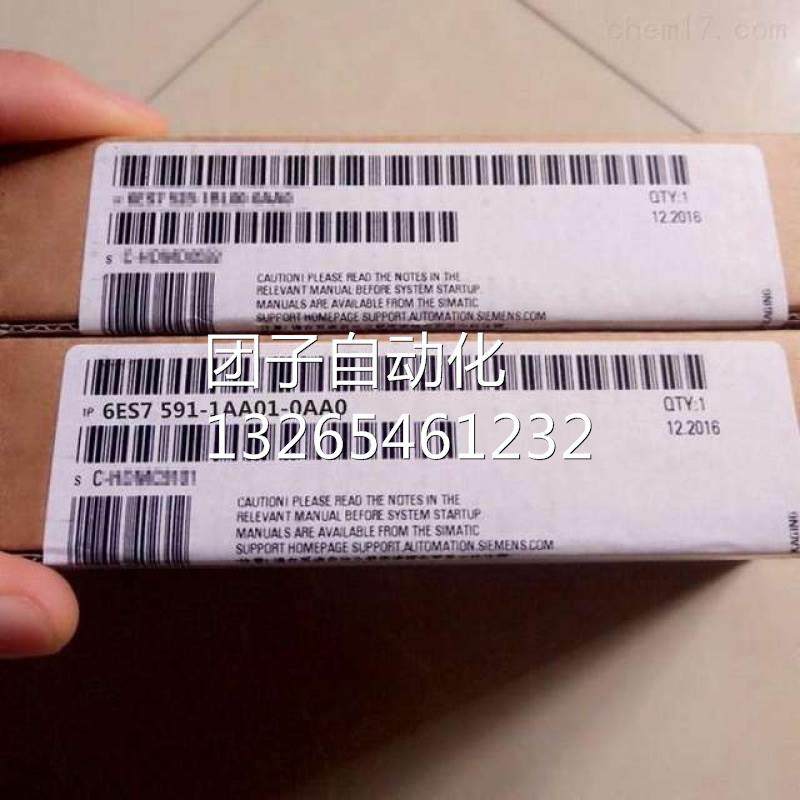 chem17.com
QTY:1
12.2016
S
CAUTION! PLEASE READ THE NOTES IN THE
RELEVANT MANUAL BEFORE SYSTEM STARTUP.
MANUALS ARE AVAILABLE FROM THE SIMATIC
SUPPORT HOMEPAGE SUPPORT.AUTOMATION.SIEMENS.COM
团子自动化
1P 6ES7 591-1AA01-0AA0
QTY:1
13265461232
12.2016
S
CAUTION! PLEASE READ THE NOTES IN THE
RELEVANT MANUAL BEFORE SYSTEM STARTUP.
MANUALS ARE AVAILABLE FROM THE SIMATIC
SUPPORT HOMEPAGE SUPPORT.AUTOMATION.SIEMENS.COM